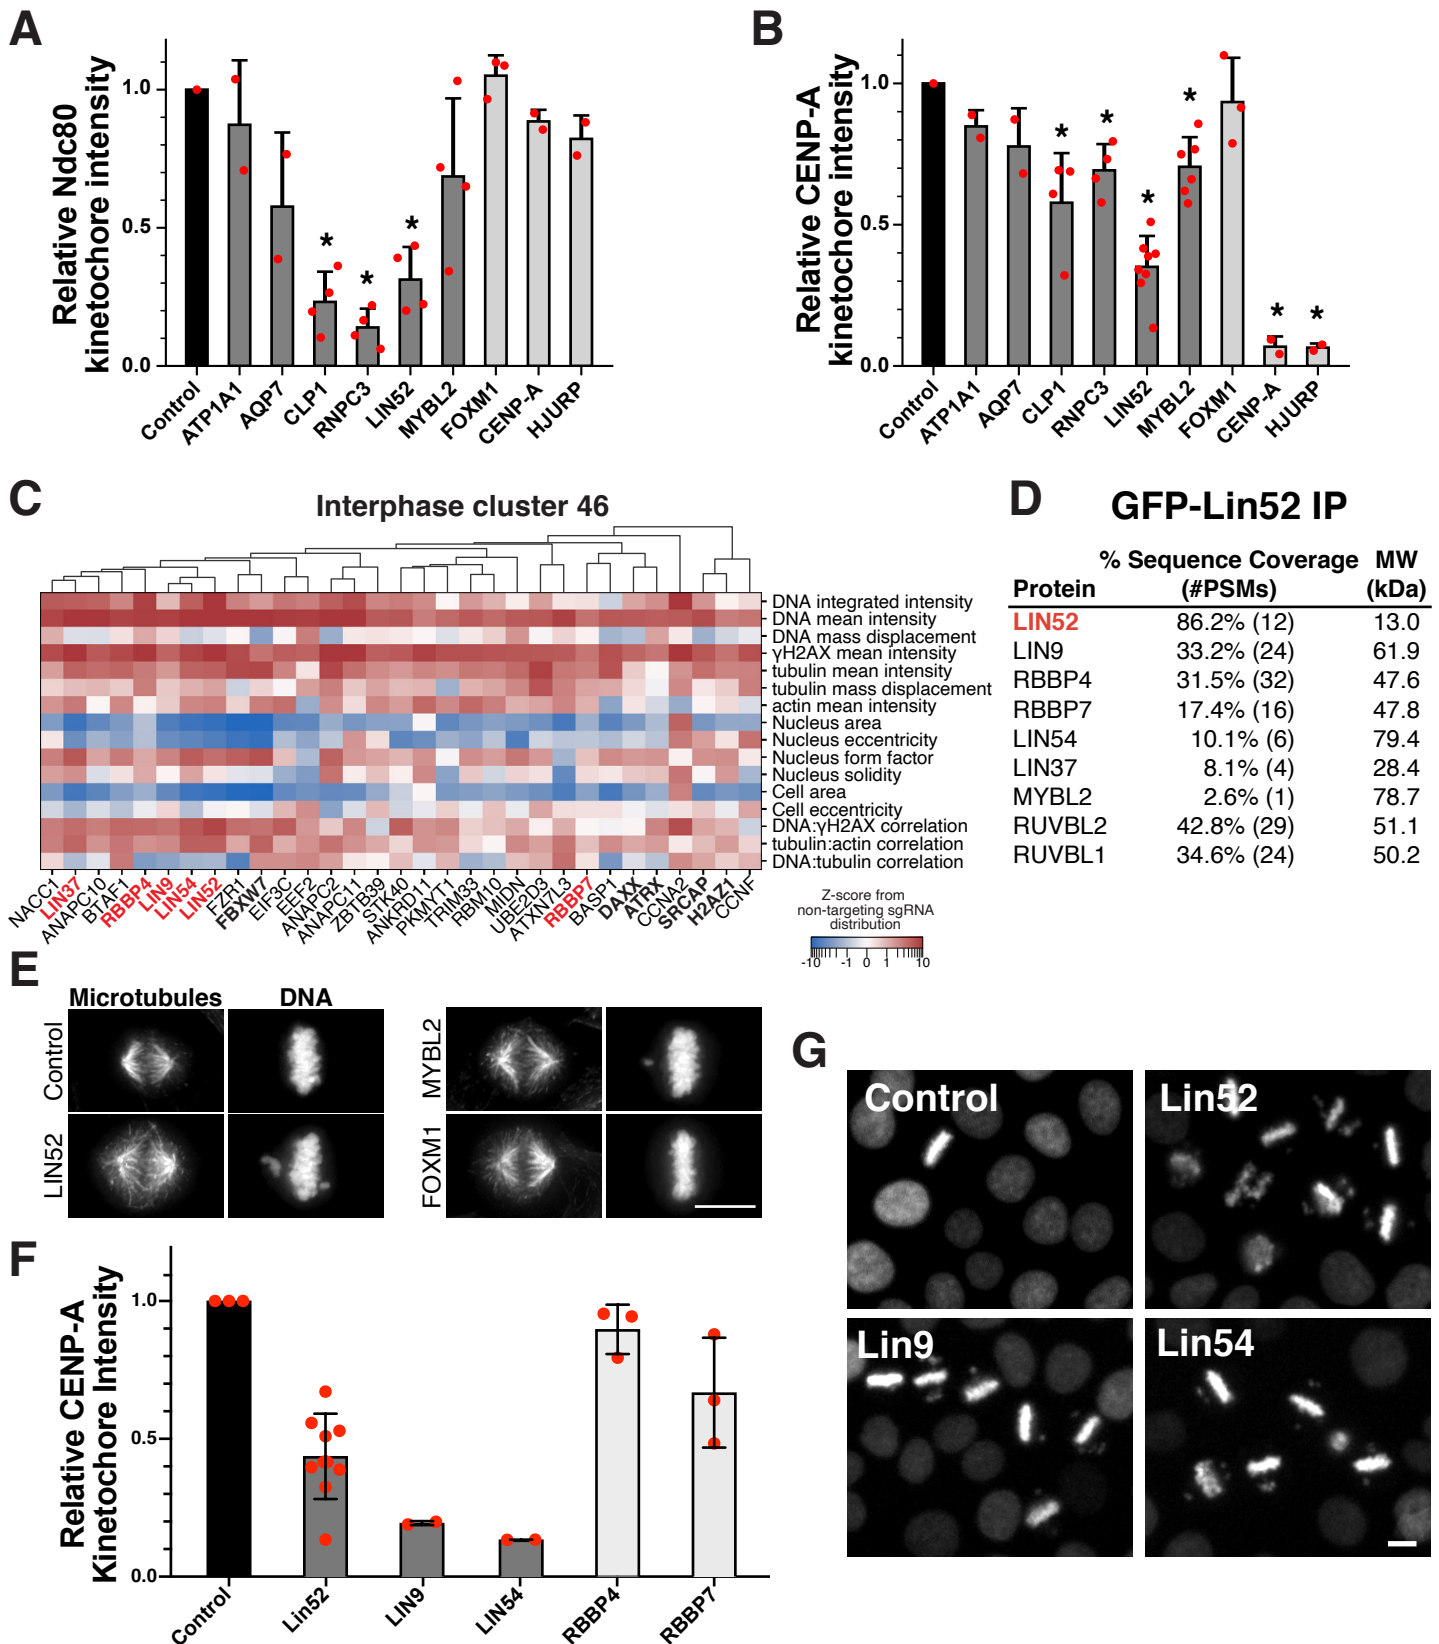 A
Relative Ndc80
kinetochore intensity
1.0
0.5
0.0
*
*
*
Control
ATP1A1
AQP7
CLP1
RNPC3
LIN52
MYBL2
FOXM1
CENP-A
HJURP
B
Relative CENP-A
kinetochore intensity
1.0
0.5
0.0
*
*
*
*
*
*
Control
ATP1A1
AQP7
CLP1
RNPC3
LIN52
MYBL2
FOXM1
CENP-A
HJURP
C
Interphase cluster 46
DNA integrated intensity
DNA mean intensity
DNA mass displacement
γH2AX mean intensity
tubulin mean intensity
tubulin mass displacement
actin mean intensity
Nucleus area
Nucleus eccentricity
Nucleus form factor
Nucleus solidity
Cell area
Cell eccentricity
DNA:γH2AX correlation
tubulin:actin correlation
DNA:tubulin correlation
NACC1
LIN37
ANAPC10
BTAF1
RBBP4
LIN9
LIN54
LIN52
FZR1
FBXW7
EIF3C
EEF2
ANAPC2
ANAPC11
ZBTB39
STK40
ANKRD11
PKMYT1
TRIM33
RBM10
MIDN
UBE2D3
ATXN7L3
RBBP7
BASP1
DAXX
ATRX
CCNA2
SRCAP
H2AZ1
CCNF
Z-score from
non-targeting sgRNA
distribution
-10 -1 0 1 10
D
GFP-Lin52 IP
Protein % Sequence Coverage (#PSMs) MW (kDa)
LIN52 86.2% (12) 13.0
LIN9 33.2% (24) 61.9
RBBP4 31.5% (32) 47.6
RBBP7 17.4% (16) 47.8
LIN54 10.1% (6) 79.4
LIN37 8.1% (4) 28.4
MYBL2 2.6% (1) 78.7
RUVBL2 42.8% (29) 51.1
RUVBL1 34.6% (24) 50.2
E
Microtubules DNA
Control
LIN52
MYBL2
FOXM1
F
Relative CENP-A
Kinetochore Intensity
1.0
0.5
0.0
Control
Lin52
LIN9
LIN54
RBBP4
RBBP7
G
Control
Lin52
Lin9
Lin54